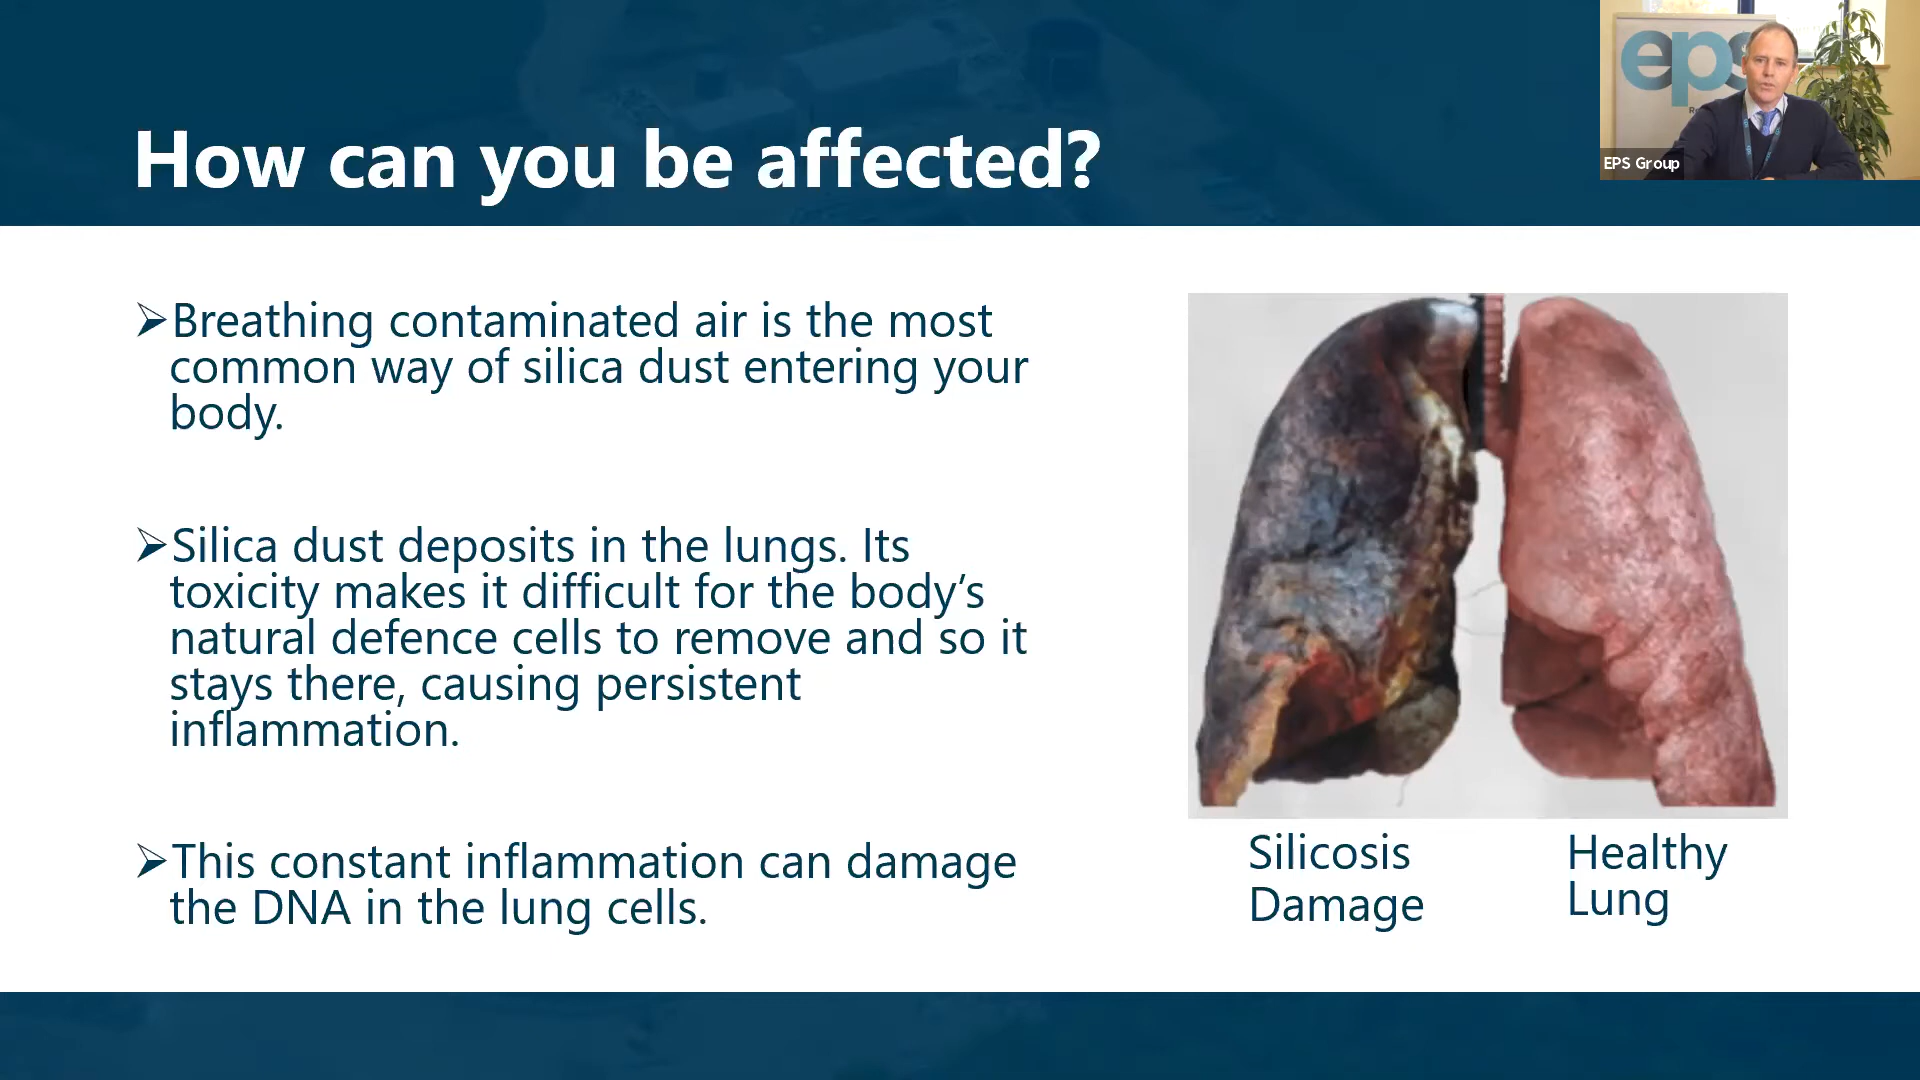 eps
EPS Group
How can you be affected?
➢Breathing contaminated air is the most
common way of silica dust entering your
body.
➢Silica dust deposits in the lungs. Its
toxicity makes it difficult for the body’s
natural defence cells to remove and so it
stays there, causing persistent
inflammation.
➢This constant inflammation can damage
the DNA in the lung cells.
Silicosis
Damage
Healthy
Lung